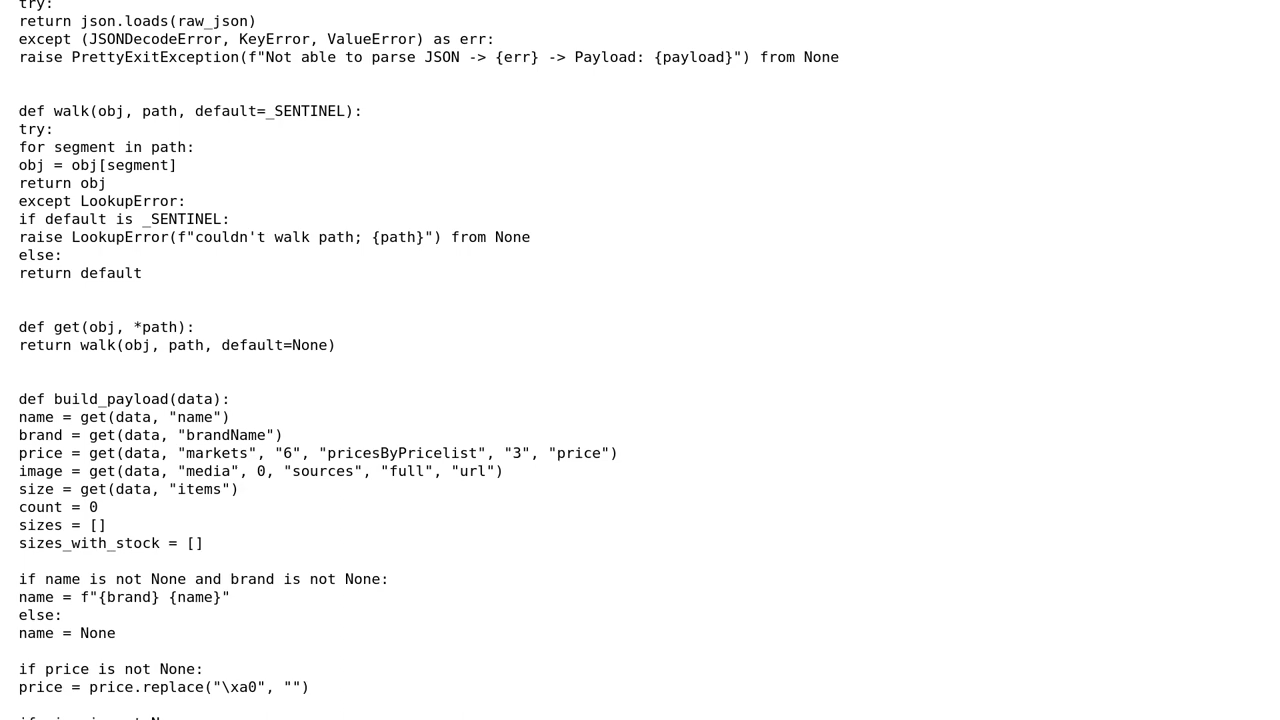 try:
return json.loads(raw_json)
except (JSONDecodeError, KeyError, ValueError) as err:
raise PrettyExitException(f"Not able to parse JSON -> {err} -> Payload: {payload}") from None
def walk(obj, path, default=_SENTINEL):
try:
for segment in path:
obj = obj[segment]
return obj
except LookupError:
if default is _SENTINEL:
raise LookupError(f"couldn't walk path; {path}") from None
else:
return default
def get(obj, *path):
return walk(obj, path, default=None)
def build_payload(data):
name = get(data, "name")
brand = get(data, "brandName")
price = get(data, "markets", "6", "pricesByPricelist", "3", "price")
image = get(data, "media", 0, "sources", "full", "url")
size = get(data, "items")
count = 0
sizes = []
sizes_with_stock = []
if name is not None and brand is not None:
name = f"{brand} {name}"
else:
name = None
if price is not None:
price = price.replace("\xa0", "")